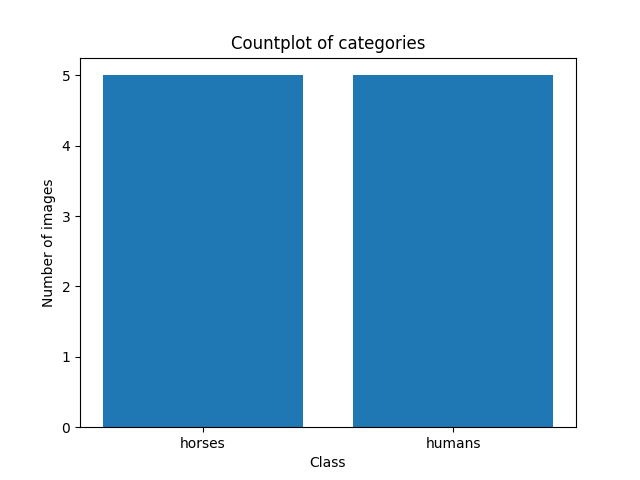 Countplot of categories
Number of images
5
4
3
2
1
0
horses humans
Class